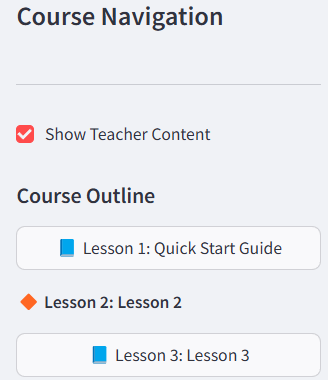 Course Navigation
Show Teacher Content
Course Outline
Lesson 1: Quick Start Guide
Lesson 2: Lesson 2
Lesson 3: Lesson 3